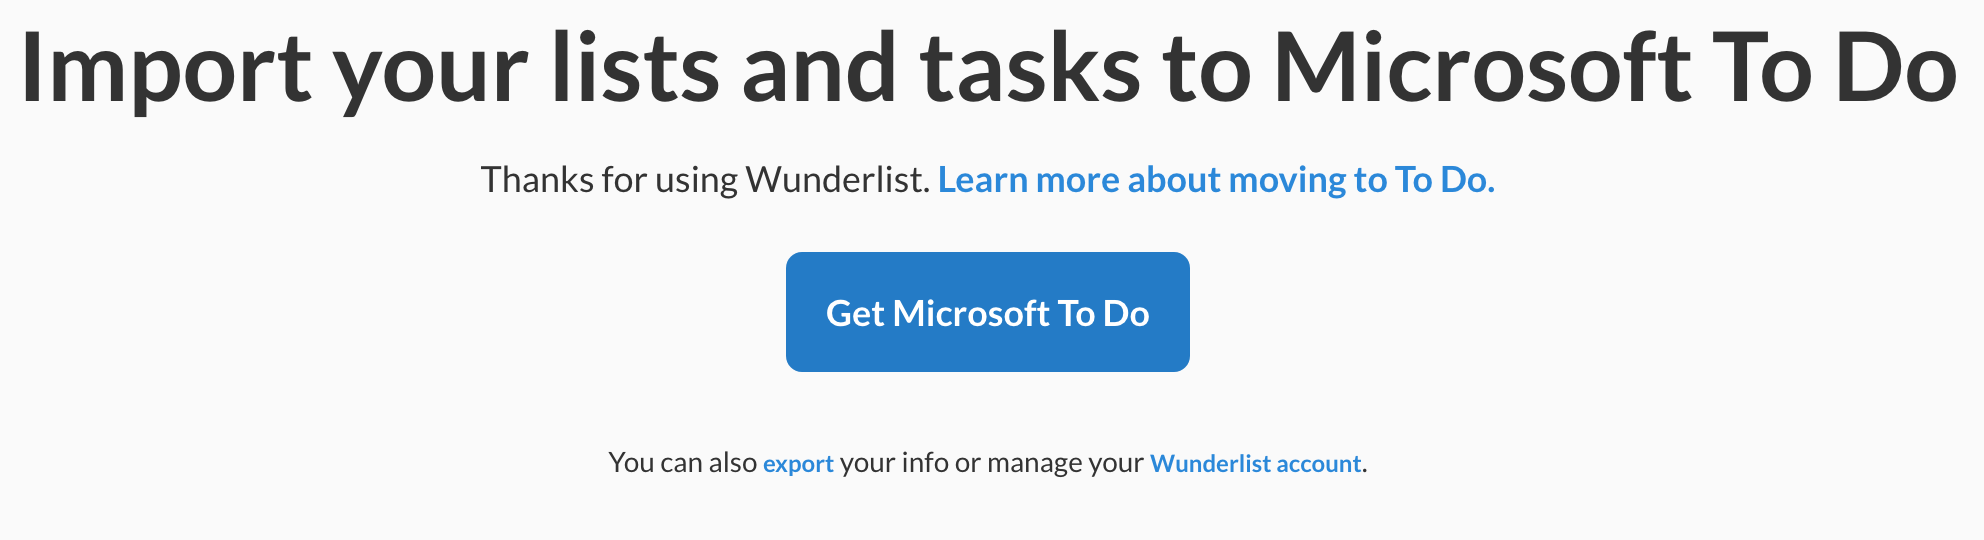 Import your lists and tasks to Microsoft To Do
Thanks for using Wunderlist. Learn more about moving to To Do.
Get Microsoft To Do
You can also export your info or manage your Wunderlist account.